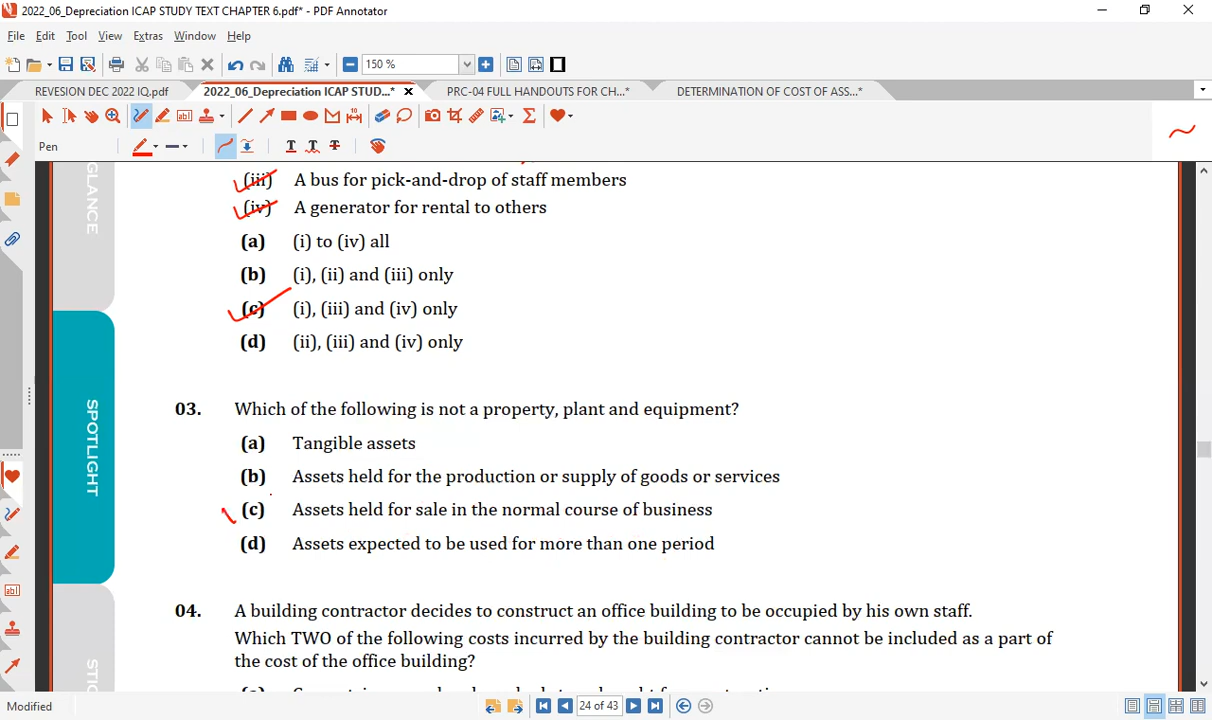 2022_06_Depreciation ICAP STUDY TEXT CHAPTER 6.pdf* - PDF Annotator
File Edit Tool View Extras Window Help
150 %
REVESION DEC 2022 IQ.pdf 2022_06_Depreciation ICAP STUD...* PRC-04 FULL HANDOUTS FOR CH...* DETERMINATION OF COST OF ASS...*
Pen
GLANCE
(iii) A bus for pick-and-drop of staff members
(iv) A generator for rental to others
(a) (i) to (iv) all
(b) (i), (ii) and (iii) only
(c) (i), (iii) and (iv) only
(d) (ii), (iii) and (iv) only
SPOTLIGHT
03. Which of the following is not a property, plant and equipment?
(a) Tangible assets
(b) Assets held for the production or supply of goods or services
(c) Assets held for sale in the normal course of business
(d) Assets expected to be used for more than one period
04. A building contractor decides to construct an office building to be occupied by his own staff.
Which TWO of the following costs incurred by the building contractor cannot be included as a part of
the cost of the office building?
STIC
Modified
24 of 43